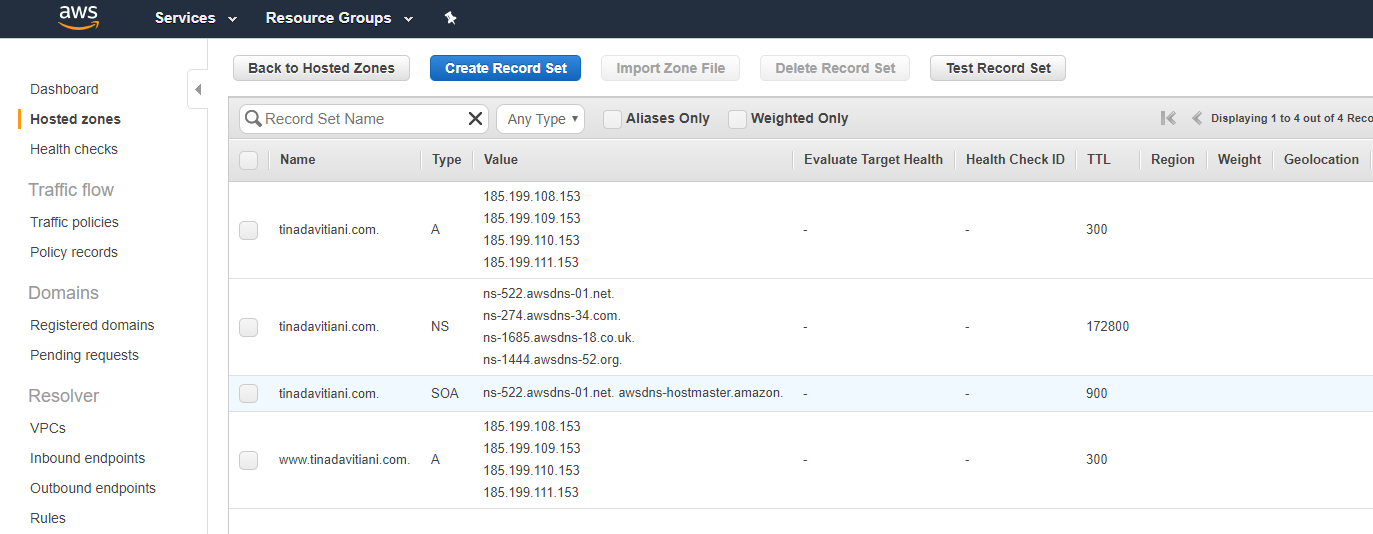 aws
Services
Resource Groups
Dashboard
Hosted zones
Health checks
Traffic flow
Traffic policies
Policy records
Domains
Registered domains
Pending requests
Resolver
VPCs
Inbound endpoints
Outbound endpoints
Rules
Back to Hosted Zones
Create Record Set
Import Zone File
Delete Record Set
Test Record Set
Record Set Name
Any Type
Aliases Only
Weighted Only
Displaying 1 to 4 out of 4 Reco
Name Type Value Evaluate Target Health Health Check ID TTL Region Weight Geolocation
185.199.108.153
185.199.109.153
tinadavitiani.com. A - - 300
185.199.110.153
185.199.111.153
ns-522.awsdns-01.net.
ns-274.awsdns-34.com.
tinadavitiani.com. NS - - 172800
ns-1685.awsdns-18.co.uk.
ns-1444.awsdns-52.org.
tinadavitiani.com. SOA ns-522.awsdns-01.net. awsdns-hostmaster.amazon. - - 900
185.199.108.153
185.199.109.153
www.tinadavitiani.com. A - - 300
185.199.110.153
185.199.111.153